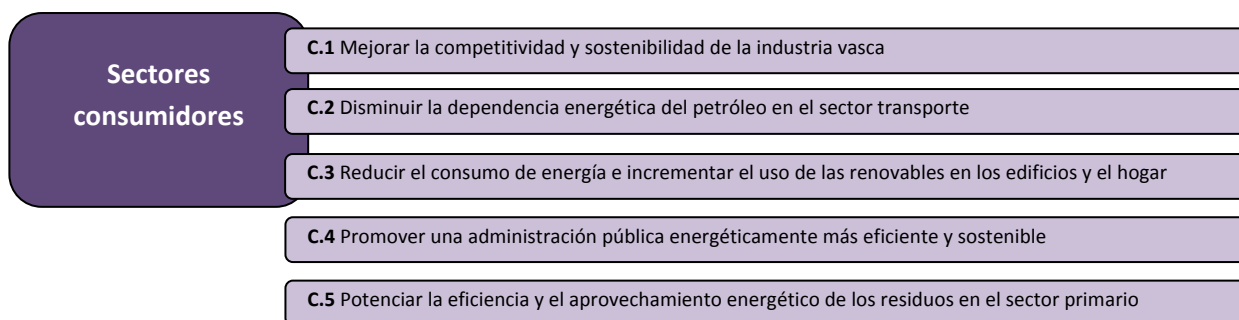 Sectores
consumidores
C.1 Mejorar la competitividad y sostenibilidad de la industria vasca
C.2 Disminuir la dependencia energética del petróleo en el sector transporte
C.3 Reducir el consumo de energía e incrementar el uso de las renovables en los edificios y el hogar
C.4 Promover una administración pública energéticamente más eficiente y sostenible
C.5 Potenciar la eficiencia y el aprovechamiento energético de los residuos en el sector primario